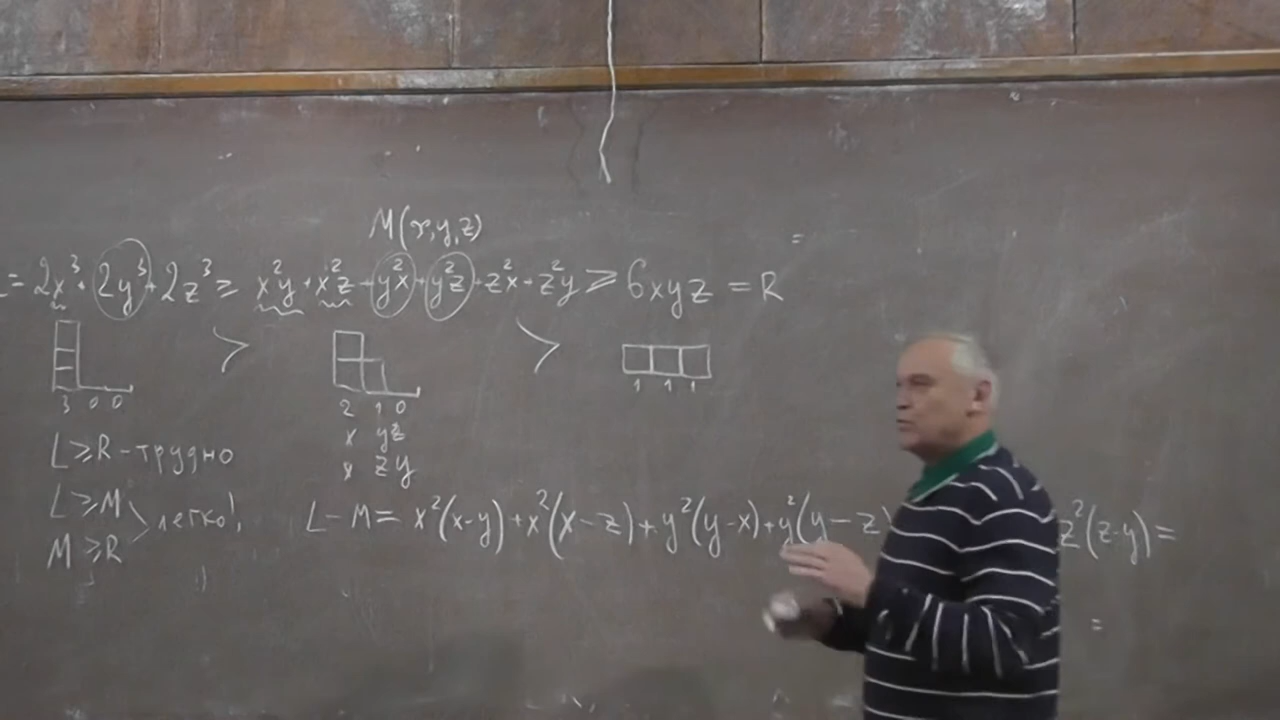 M(x,y,z)
= 2x³ + 2y³ + 2z³ ≥ x²y + x²z + y²x + y²z + z²x + z²y ≥ 6xyz = R
> >
3 0 0 2 1 0 1 1 1
x yz
x zy
L ≥ R - трудно
L ≥ M
M ≥ R легко!
L - M = x²(x-y) + x²(x-z) + y²(y-x) + y²(y-z) z²(z-y) =